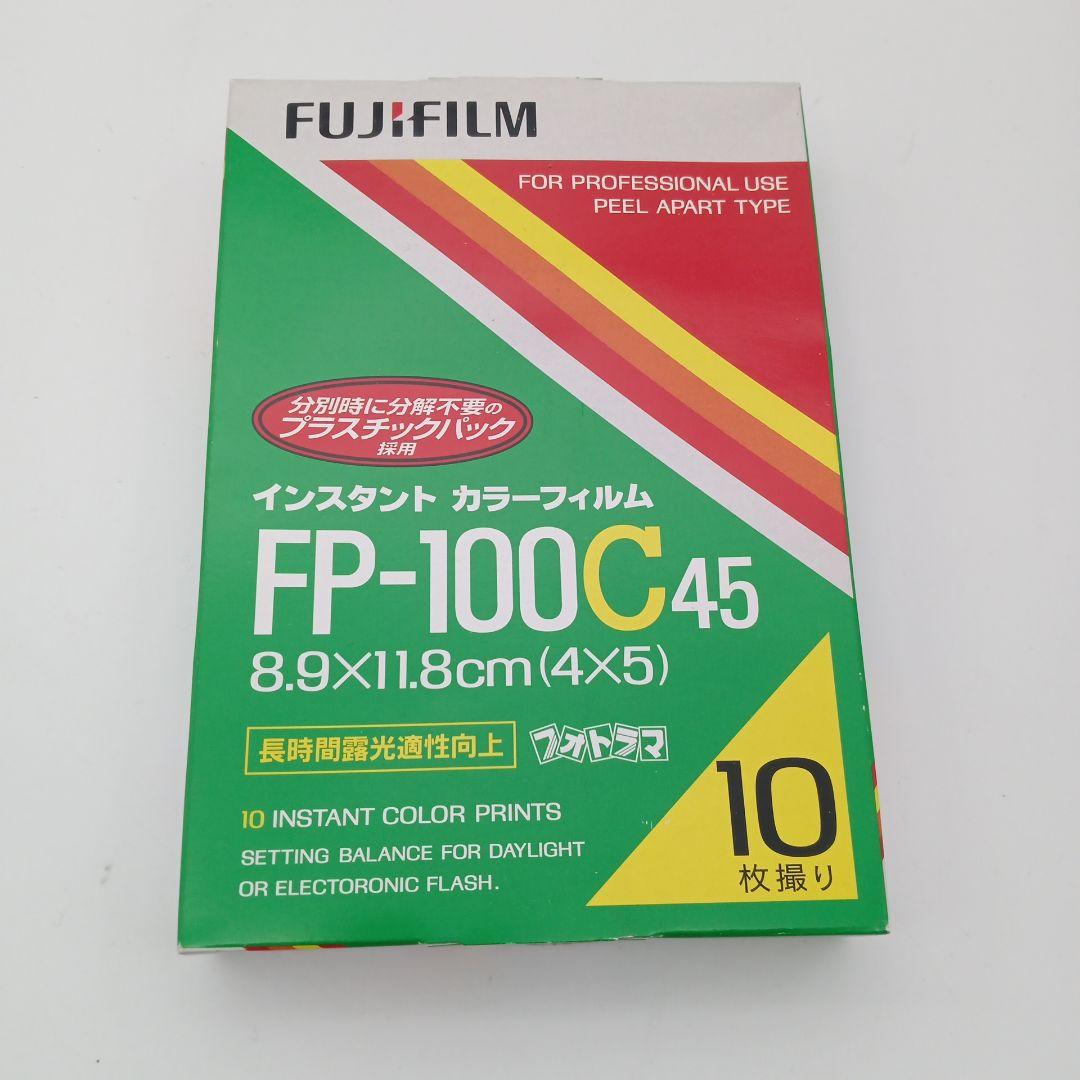 FUJIFILM
FOR PROFESSIONAL USE
PEEL APART TYPE
分別時に分解不要の
プラスチックパック
採用
インスタント カラーフィルム
FP-100C45
8.9×11.8cm(4×5)
長時間露光適性向上
フォトラマ
10 INSTANT COLOR PRINTS
SETTING BALANCE FOR DAYLIGHT
OR ELECTORONIC FLASH.
10
枚撮り